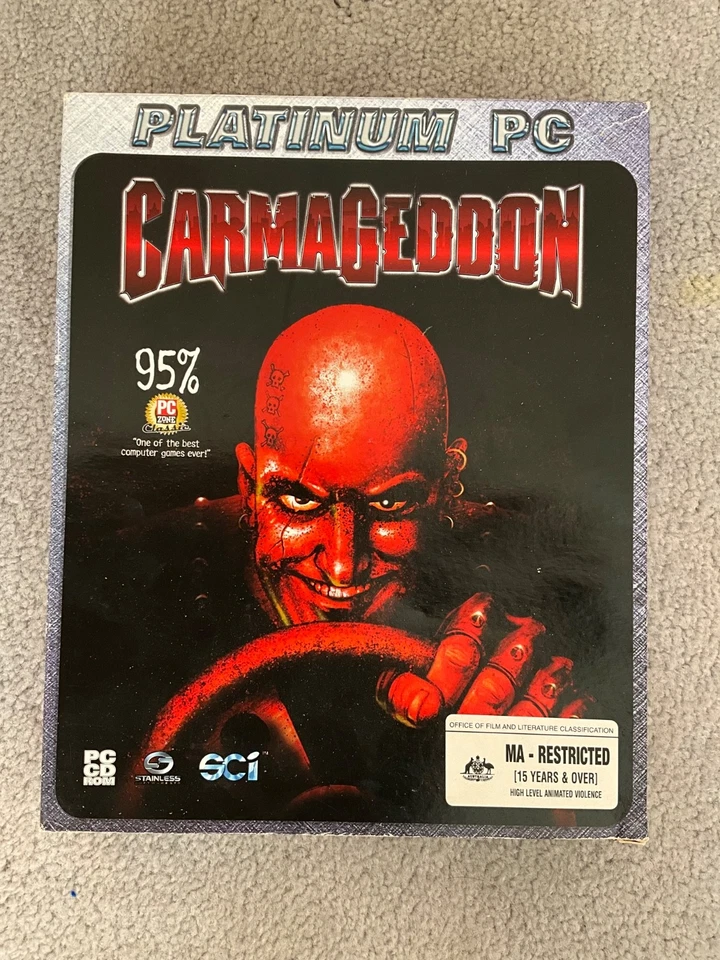 PLATINUM PC
CARMAGEDDON
95%
PC
ZONE
Classic
"One of the best
computer games ever!"
OFFICE OF FILM AND LITERATURE CLASSIFICATION
MA - RESTRICTED
[15 YEARS & OVER]
HIGH LEVEL ANIMATED VIOLENCE
AUSTRALIA
PC
CD
ROM
STAINLESS
SCi